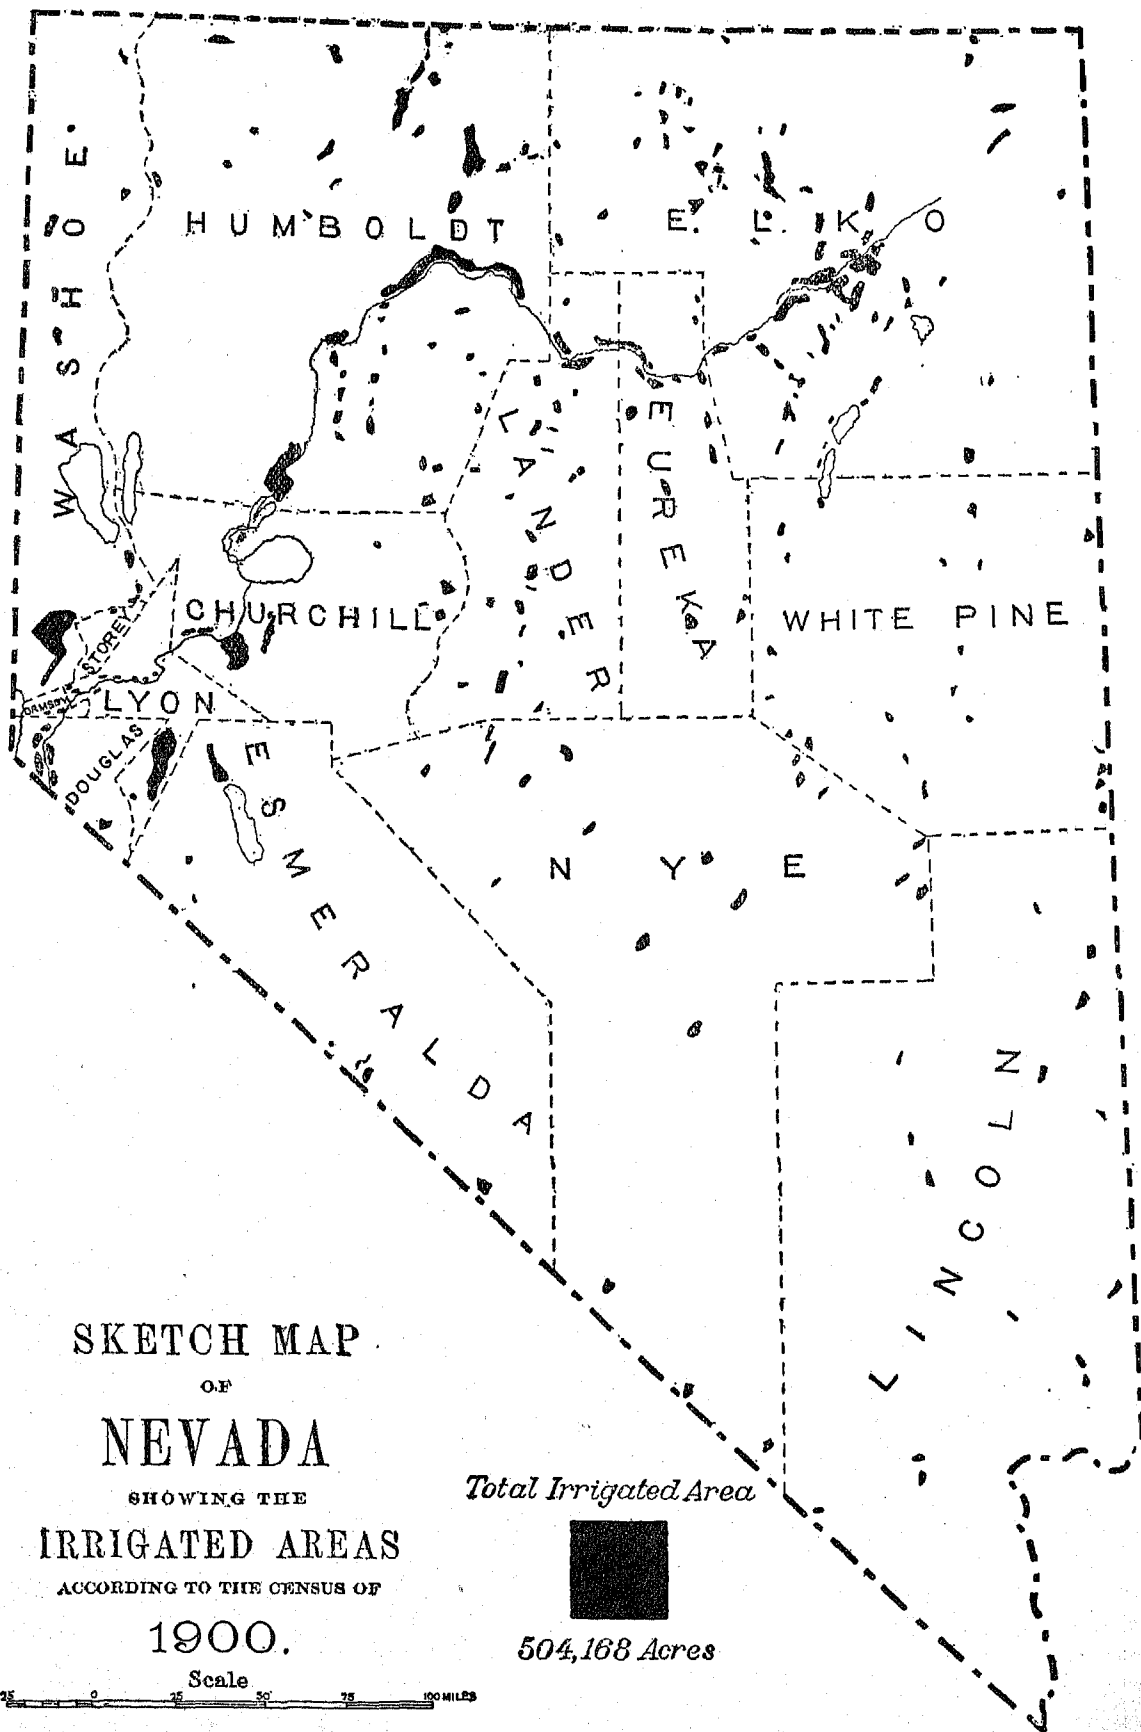 WASHOE
HUMBOLDT
ELKO
LANDER
EUREKA
CHURCHILL
WHITE PINE
STOREY
ORMSBY
LYON
DOUGLAS
ESMERALDA
NYE
LINCOLN
SKETCH MAP
OF
NEVADA
SHOWING THE
IRRIGATED AREAS
ACCORDING TO THE CENSUS OF
1900.
Scale
25 0 25 50 75 100 MILES
Total Irrigated Area
504,168 Acres